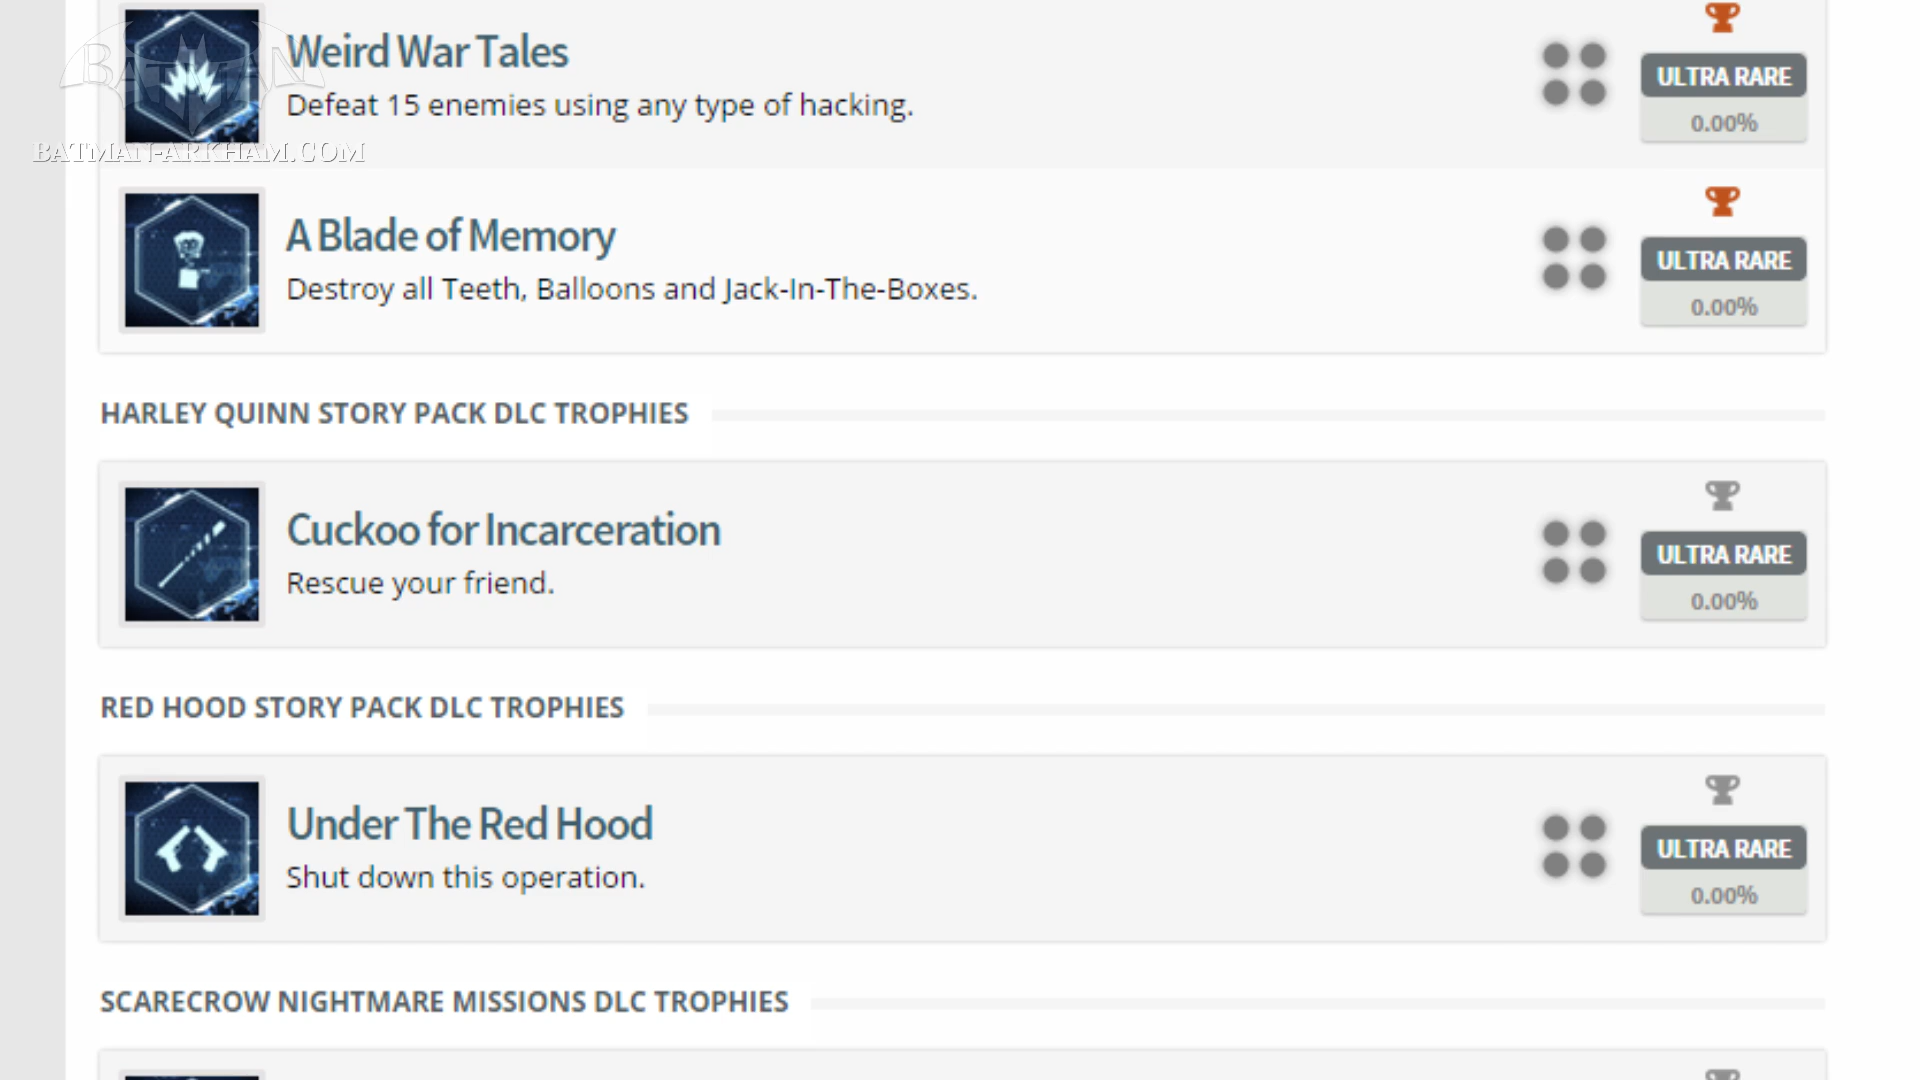 Weird War Tales
ULTRA RARE
Defeat 15 enemies using any type of hacking.
0.00%
BATMAN
BATMAN-ARKHAM.COM
A Blade of Memory
ULTRA RARE
Destroy all Teeth, Balloons and Jack-In-The-Boxes.
0.00%
HARLEY QUINN STORY PACK DLC TROPHIES
Cuckoo for Incarceration
ULTRA RARE
Rescue your friend.
0.00%
RED HOOD STORY PACK DLC TROPHIES
Under The Red Hood
ULTRA RARE
Shut down this operation.
0.00%
SCARECROW NIGHTMARE MISSIONS DLC TROPHIES